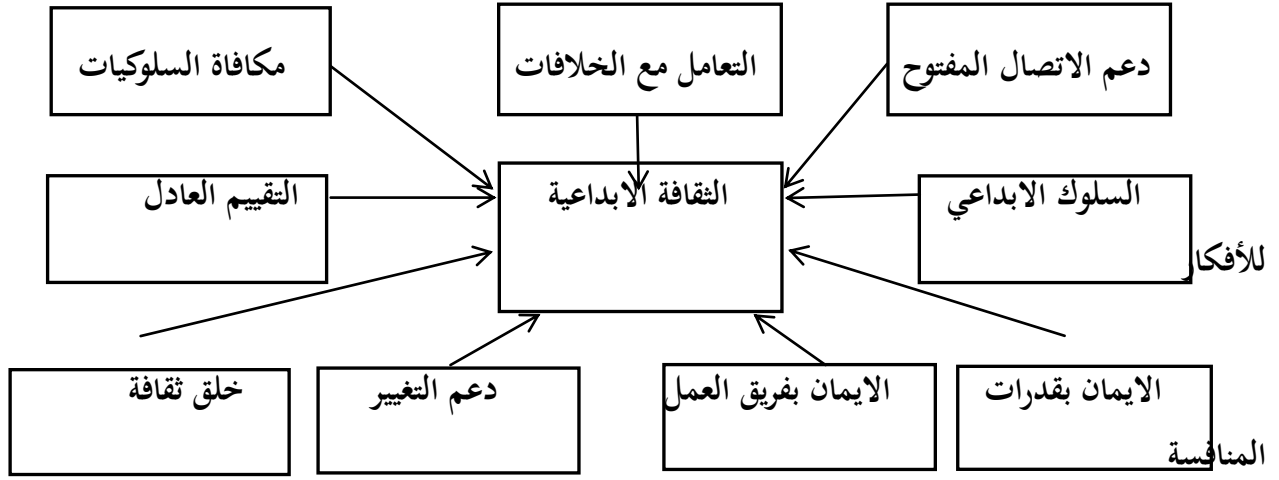 دعم الاتصال المفتوح
التعامل مع الخلافات
مكافاة السلوكيات
السلوك الابداعي
الثقافة الابداعية
التقييم العادل
للأفكار
الايمان بقدرات
الايمان بفريق العمل
دعم التغيير
خلق ثقافة
المنافسة